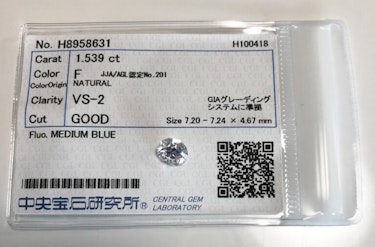 No. H8958631 H100418
Carat 1.539 ct
Color F JJA/AGL認定No.201
ColorOrigin NATURAL
Clarity VS-2 GIAグレーディング
システムに準拠
Cut GOOD Size 7.20 - 7.24 × 4.67 mm
Fluo. MEDIUM BLUE
中央宝石研究所® CENTRAL GEM
LABORATORY.